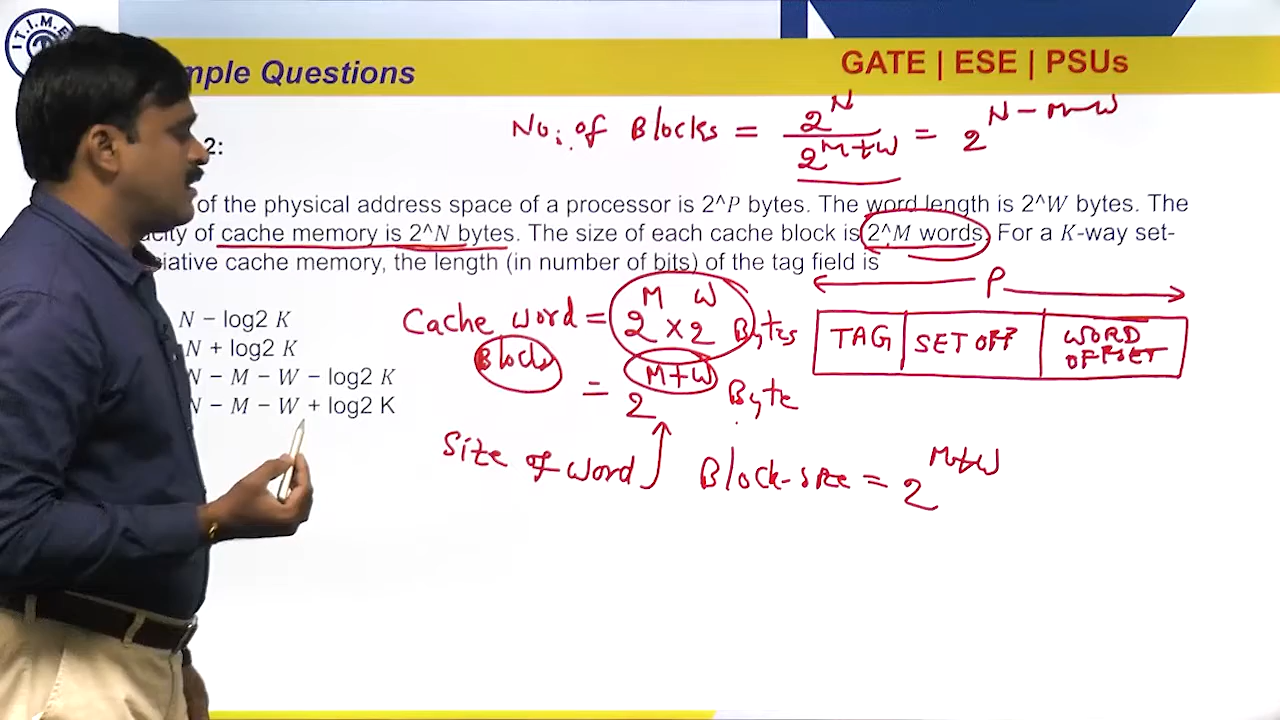 I.T.I.M.E
mple Questions
GATE | ESE | PSUs
No. of Blocks = 2^N / 2^M+W = 2^N-M-W
2:
of the physical address space of a processor is 2^P bytes. The word length is 2^W bytes. The
city of cache memory is 2^N bytes. The size of each cache block is 2^M words. For a K-way set-
iative cache memory, the length (in number of bits) of the tag field is
P
N − log2 K
N + log2 K
N − M − W − log2 K
N − M − W + log2 K
Cache word = 2^M × 2^W Bytes
Blocks
= 2^M+W Byte
TAG SET OFF WORD OFFSET
Size of word
Block-size = 2^M+W